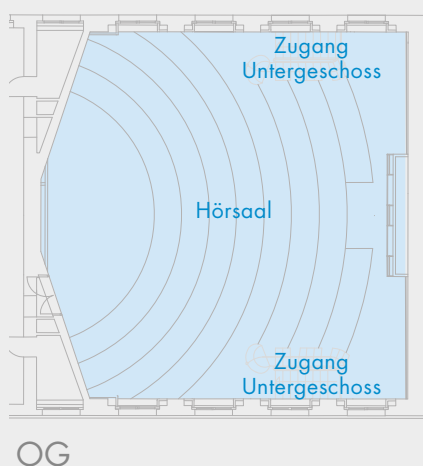 Zugang
Untergeschoss
Hörsaal
Zugang
Untergeschoss
OG